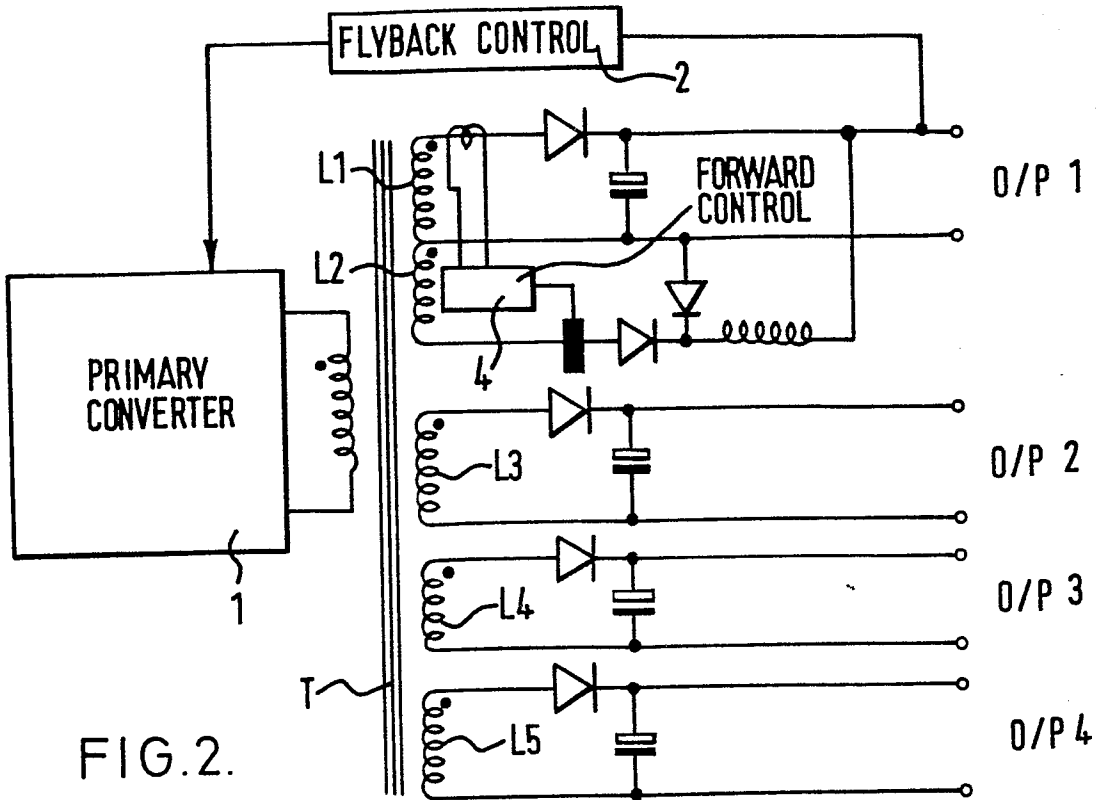 FLYBACK CONTROL
2
L1
FORWARD
CONTROL
O/P 1
L2
4
PRIMARY
CONVERTER
1
L3
O/P 2
L4
O/P 3
T
L5
O/P 4
FIG.2.